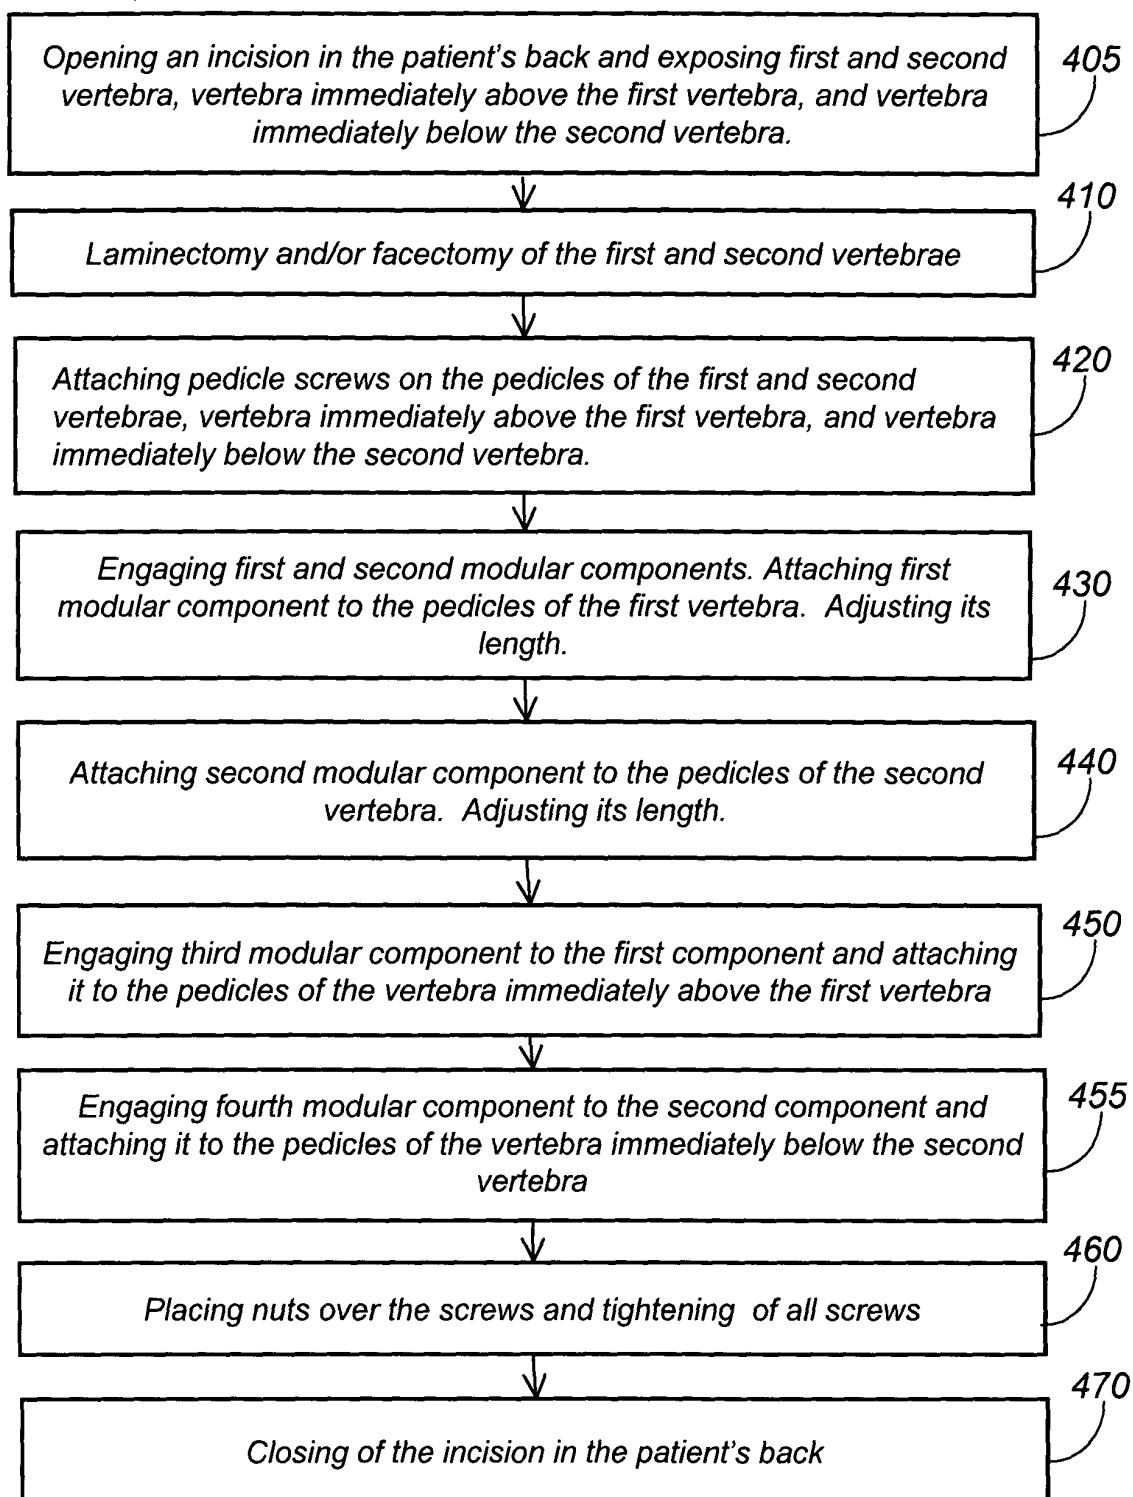 Opening an incision in the patient's back and exposing first and second
vertebra, vertebra immediately above the first vertebra, and vertebra
immediately below the second vertebra.
405
410
Laminectomy and/or facectomy of the first and second vertebrae
420
Attaching pedicle screws on the pedicles of the first and second
vertebrae, vertebra immediately above the first vertebra, and vertebra
immediately below the second vertebra.
Engaging first and second modular components. Attaching first
modular component to the pedicles of the first vertebra. Adjusting its
length.
430
Attaching second modular component to the pedicles of the second
vertebra. Adjusting its length.
440
450
Engaging third modular component to the first component and attaching
it to the pedicles of the vertebra immediately above the first vertebra
Engaging fourth modular component to the second component and
attaching it to the pedicles of the vertebra immediately below the second
vertebra
455
460
Placing nuts over the screws and tightening of all screws
470
Closing of the incision in the patient's back